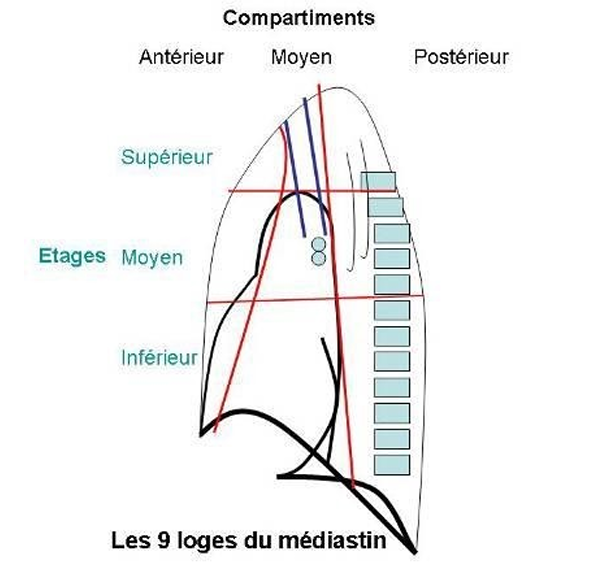 Compartiments
Antérieur Moyen Postérieur
Supérieur
Etages Moyen
Inférieur
Les 9 loges du médiastin